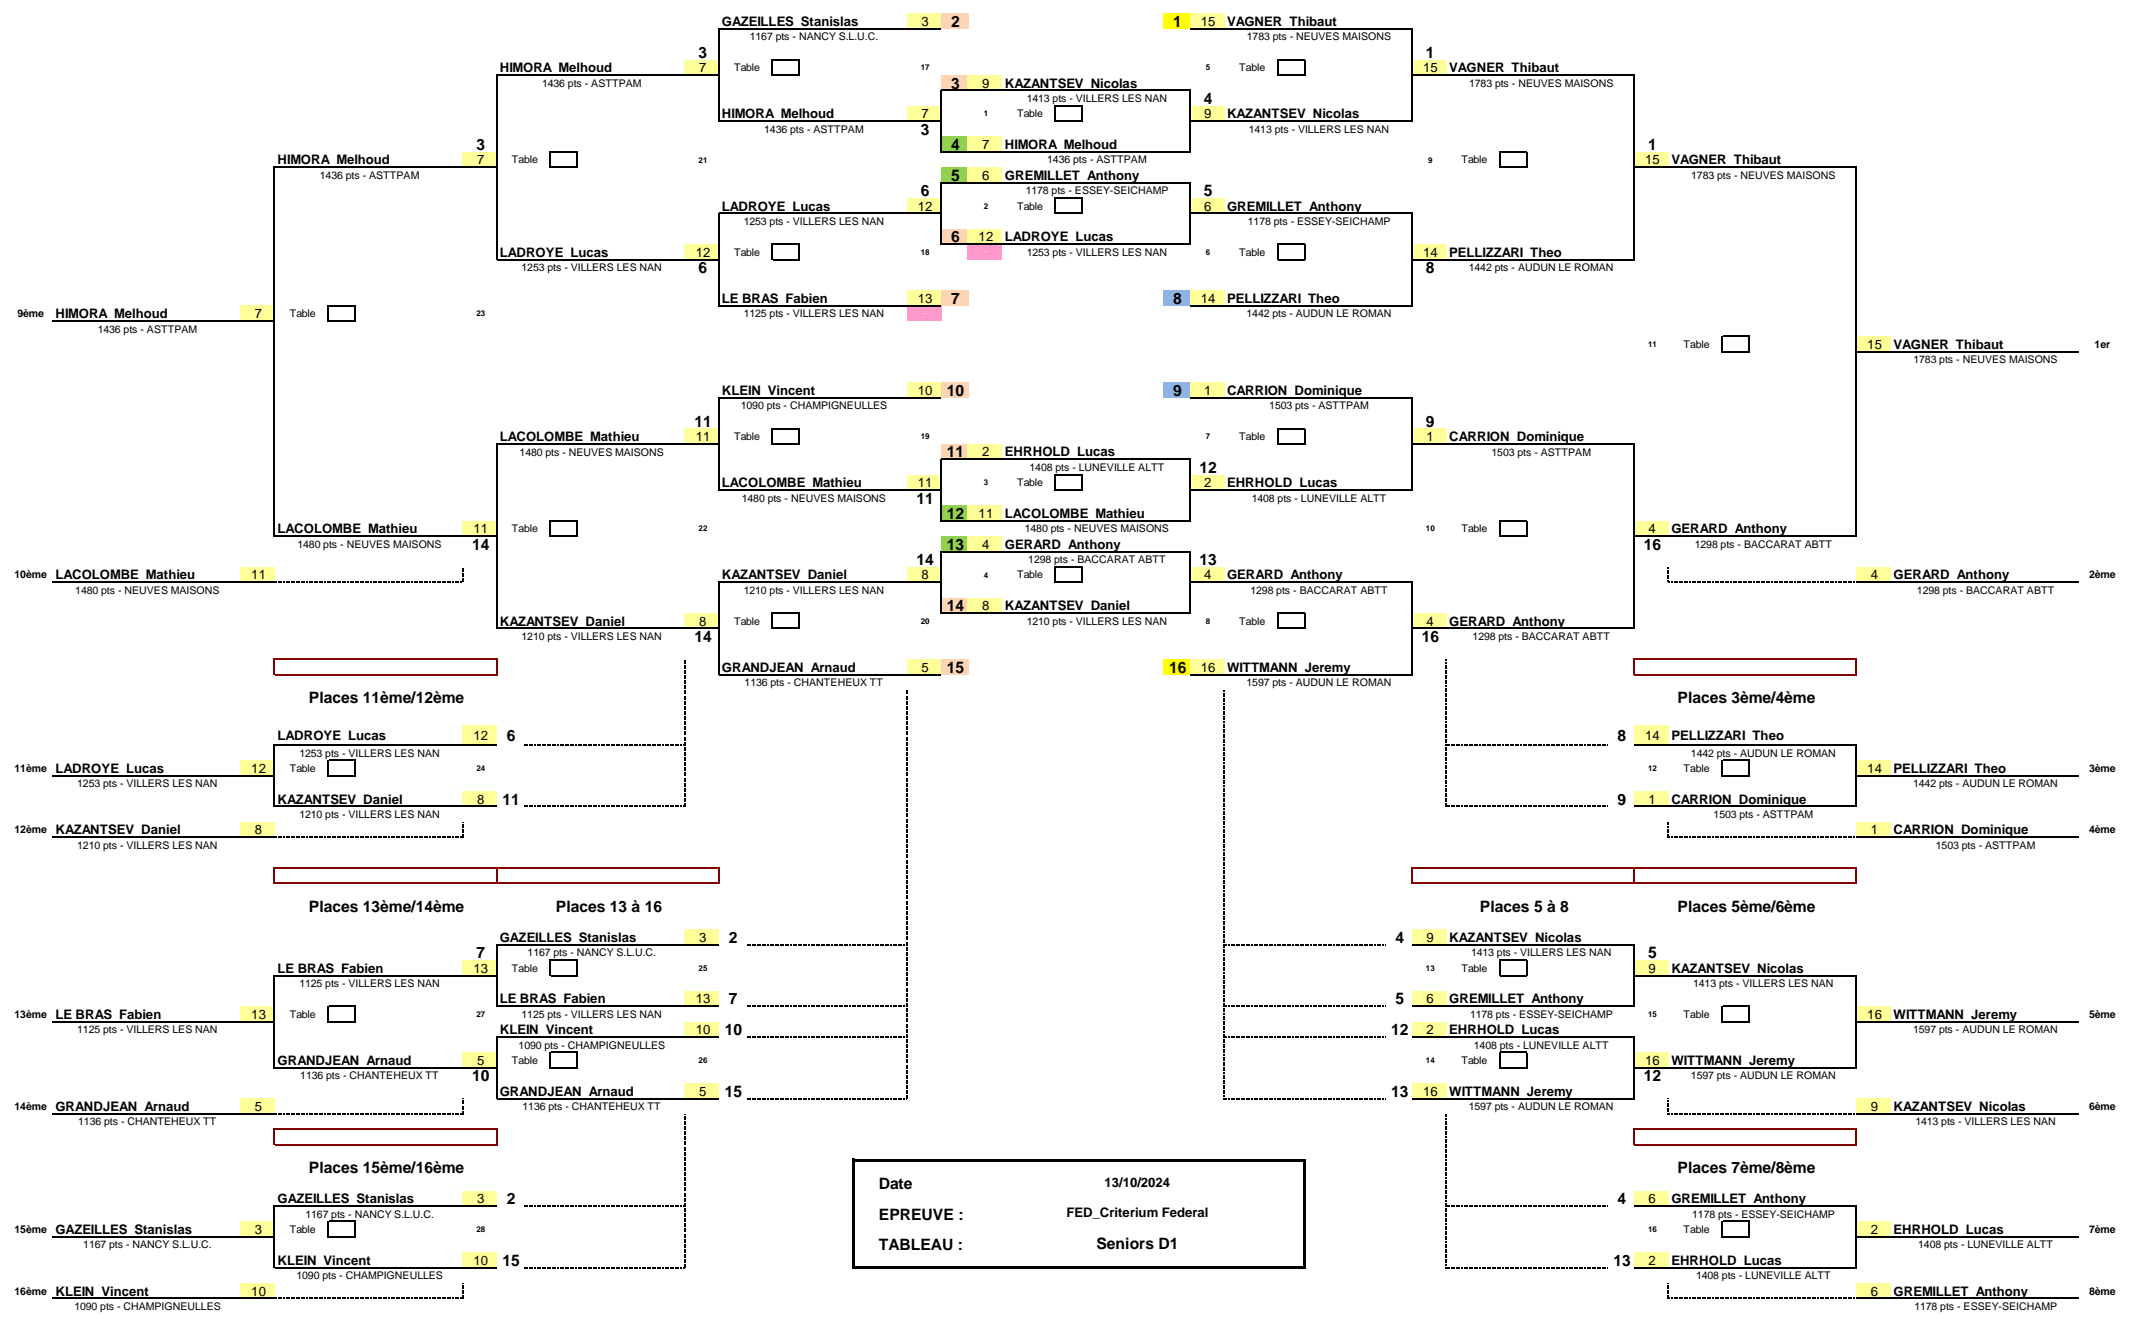 GAZEILLES Stanislas 3 2 1 15 VAGNER Thibaut
1167 pts - NANCY S.L.U.C. 1783 pts - NEUVES MAISONS
3 1
HIMORA Melhoud 7 Table 17 5 Table 15 VAGNER Thibaut
1436 pts - ASTTPAM 3 9 KAZANTSEV Nicolas 1783 pts - NEUVES MAISONS
1413 pts - VILLERS LES NAN 4
HIMORA Melhoud 7 1 Table 9 KAZANTSEV Nicolas
1436 pts - ASTTPAM 3 1413 pts - VILLERS LES NAN
3 4 7 HIMORA Melhoud 1
HIMORA Melhoud 7 Table 21 1436 pts - ASTTPAM 9 Table 15 VAGNER Thibaut
1436 pts - ASTTPAM 5 6 GREMILLET Anthony 1783 pts - NEUVES MAISONS
6 1178 pts - ESSEY-SEICHAMP 5
LADROYE Lucas 12 2 Table 6 GREMILLET Anthony
1253 pts - VILLERS LES NAN 1178 pts - ESSEY-SEICHAMP
6 12 LADROYE Lucas
LADROYE Lucas 12 Table 18 1253 pts - VILLERS LES NAN 6 Table 14 PELLIZZARI Theo
1253 pts - VILLERS LES NAN 6 8 1442 pts - AUDUN LE ROMAN
LE BRAS Fabien 13 7 8 14 PELLIZZARI Theo
9ème HIMORA Melhoud 7 Table 23 1125 pts - VILLERS LES NAN 1442 pts - AUDUN LE ROMAN
1436 pts - ASTTPAM
11 Table 15 VAGNER Thibaut 1er
1783 pts - NEUVES MAISONS
KLEIN Vincent 10 10 9 1 CARRION Dominique
1090 pts - CHAMPIGNEULLES 1503 pts - ASTTPAM
11 9
LACOLOMBE Mathieu 11 Table 19 7 Table 1 CARRION Dominique
1480 pts - NEUVES MAISONS 11 2 EHRHOLD Lucas 1503 pts - ASTTPAM
1408 pts - LUNEVILLE ALTT 12
LACOLOMBE Mathieu 11 3 Table 2 EHRHOLD Lucas
1480 pts - NEUVES MAISONS 11 1408 pts - LUNEVILLE ALTT
12 11 LACOLOMBE Mathieu
LACOLOMBE Mathieu 11 Table 22 1480 pts - NEUVES MAISONS 10 Table 4 GERARD Anthony
1480 pts - NEUVES MAISONS 14 13 4 GERARD Anthony 16 1298 pts - BACCARAT ABTT
14 1298 pts - BACCARAT ABTT 13
10ème LACOLOMBE Mathieu 11 KAZANTSEV Daniel 8 4 Table 4 GERARD Anthony 4 GERARD Anthony 2ème
1480 pts - NEUVES MAISONS 1210 pts - VILLERS LES NAN 1298 pts - BACCARAT ABTT 1298 pts - BACCARAT ABTT
14 8 KAZANTSEV Daniel
KAZANTSEV Daniel 8 Table 20 1210 pts - VILLERS LES NAN 8 Table 4 GERARD Anthony
1210 pts - VILLERS LES NAN 14 16 1298 pts - BACCARAT ABTT
GRANDJEAN Arnaud 5 15 16 16 WITTMANN Jeremy
1136 pts - CHANTEHEUX TT 1597 pts - AUDUN LE ROMAN
Places 11ème/12ème Places 3ème/4ème
LADROYE Lucas 12 6 8 14 PELLIZZARI Theo
1253 pts - VILLERS LES NAN 1442 pts - AUDUN LE ROMAN
11ème LADROYE Lucas 12 Table 24 12 Table 14 PELLIZZARI Theo 3ème
1253 pts - VILLERS LES NAN 1442 pts - AUDUN LE ROMAN
KAZANTSEV Daniel 8 11 9 1 CARRION Dominique
1210 pts - VILLERS LES NAN 1503 pts - ASTTPAM
12ème KAZANTSEV Daniel 8 1 CARRION Dominique 4ème
1210 pts - VILLERS LES NAN 1503 pts - ASTTPAM
Places 13ème/14ème Places 13 à 16 Places 5 à 8 Places 5ème/6ème
GAZEILLES Stanislas 3 2 4 9 KAZANTSEV Nicolas
7 1167 pts - NANCY S.L.U.C. 1413 pts - VILLERS LES NAN 5
LE BRAS Fabien 13 Table 25 13 Table 9 KAZANTSEV Nicolas
1125 pts - VILLERS LES NAN 1413 pts - VILLERS LES NAN
LE BRAS Fabien 13 7 5 6 GREMILLET Anthony
13ème LE BRAS Fabien 13 Table 27 1125 pts - VILLERS LES NAN 1178 pts - ESSEY-SEICHAMP 15 Table 16 WITTMANN Jeremy 5ème
1125 pts - VILLERS LES NAN KLEIN Vincent 10 10 12 2 EHRHOLD Lucas 1597 pts - AUDUN LE ROMAN
1090 pts - CHAMPIGNEULLES 1408 pts - LUNEVILLE ALTT
GRANDJEAN Arnaud 5 Table 26 14 Table 16 WITTMANN Jeremy
1136 pts - CHANTEHEUX TT 10 12 1597 pts - AUDUN LE ROMAN
GRANDJEAN Arnaud 5 15 13 16 WITTMANN Jeremy
14ème GRANDJEAN Arnaud 5 1136 pts - CHANTEHEUX TT 1597 pts - AUDUN LE ROMAN 9 KAZANTSEV Nicolas 6ème
1136 pts - CHANTEHEUX TT 1413 pts - VILLERS LES NAN
Places 15ème/16ème Places 7ème/8ème
Date 13/10/2024
GAZEILLES Stanislas 3 2 4 6 GREMILLET Anthony
1167 pts - NANCY S.L.U.C. EPREUVE : FED_Criterium Federal 1178 pts - ESSEY-SEICHAMP
15ème GAZEILLES Stanislas 3 Table 28 16 Table 2 EHRHOLD Lucas 7ème
1167 pts - NANCY S.L.U.C. TABLEAU : Seniors D1 1408 pts - LUNEVILLE ALTT
KLEIN Vincent 10 15 13 2 EHRHOLD Lucas
1090 pts - CHAMPIGNEULLES 1408 pts - LUNEVILLE ALTT
16ème KLEIN Vincent 10 6 GREMILLET Anthony 8ème
1090 pts - CHAMPIGNEULLES 1178 pts - ESSEY-SEICHAMP